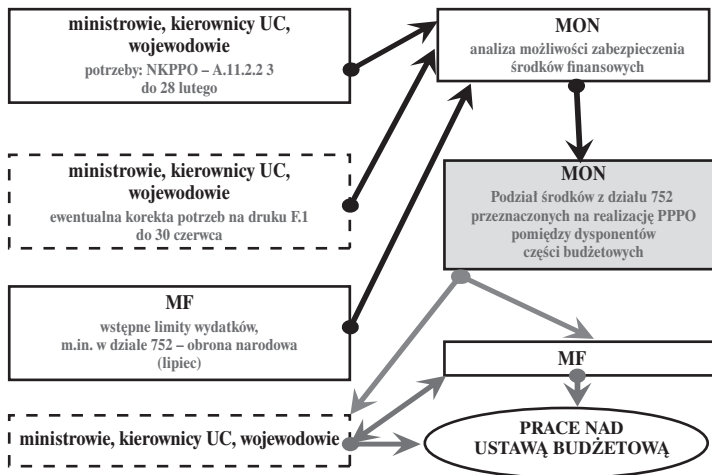 ministrowie, kierownicy UC,
wojewodowie
potrzeby: NKPPO – A.11.2.2 3
do 28 lutego
MON
analiza możliwości zabezpieczenia
środków finansowych
ministrowie, kierownicy UC,
wojewodowie
ewentualna korekta potrzeb na druku F.1
do 30 czerwca
MON
Podział środków z działu 752
przeznaczonych na realizację PPPO
pomiędzy dysponentów
części budżetowych
MF
wstępne limity wydatków,
m.in. w dziale 752 – obrona narodowa
(lipiec)
MF
ministrowie, kierownicy UC, wojewodowie
PRACE NAD
USTAWĄ BUDŻETOWĄ